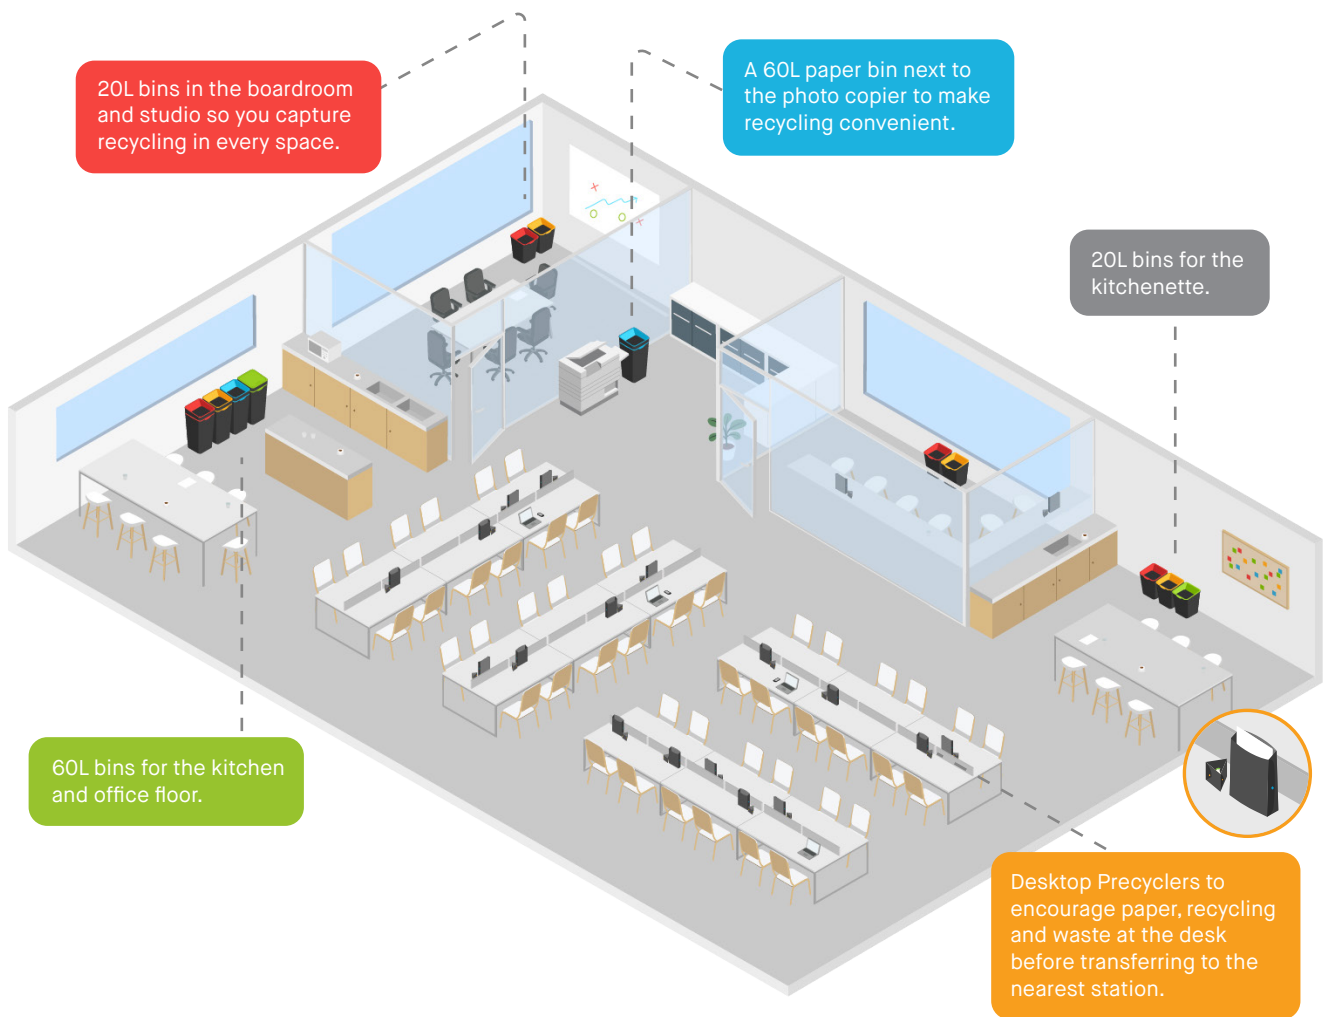 20L bins in the boardroom
and studio so you capture
recycling in every space.
A 60L paper bin next to
the photo copier to make
recycling convenient.
20L bins for the
kitchenette.
60L bins for the kitchen
and office floor.
Desktop Precyclers to
encourage paper, recycling
and waste at the desk
before transferring to the
nearest station.